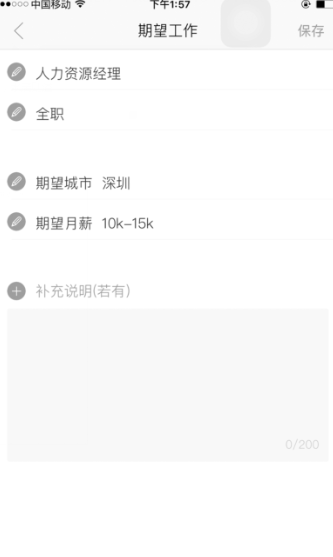 中国移动 下午1:57
期望工作 保存
人力资源经理
全职
期望城市 深圳
期望月薪 10k-15k
补充说明(若有)
0/200